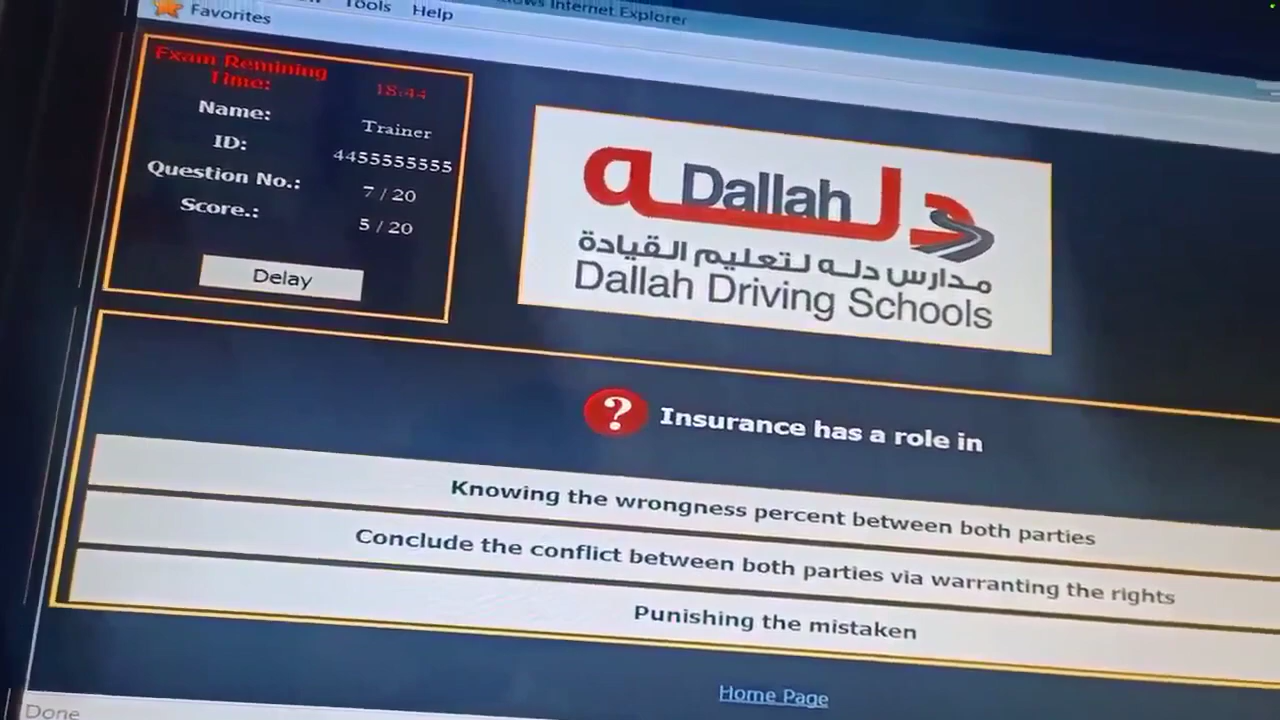 Tools Help
Internet Explorer
Favorites
Exam Remining
Time: 18:44
Name: Trainer
ID: 4455555555
Question No.: 7 / 20
Score.: 5 / 20
Delay
دله Dallah
مدارس دله لتعليم القيادة
Dallah Driving Schools
? Insurance has a role in
Knowing the wrongness percent between both parties
Conclude the conflict between both parties via warranting the rights
Punishing the mistaken
Home Page
Done